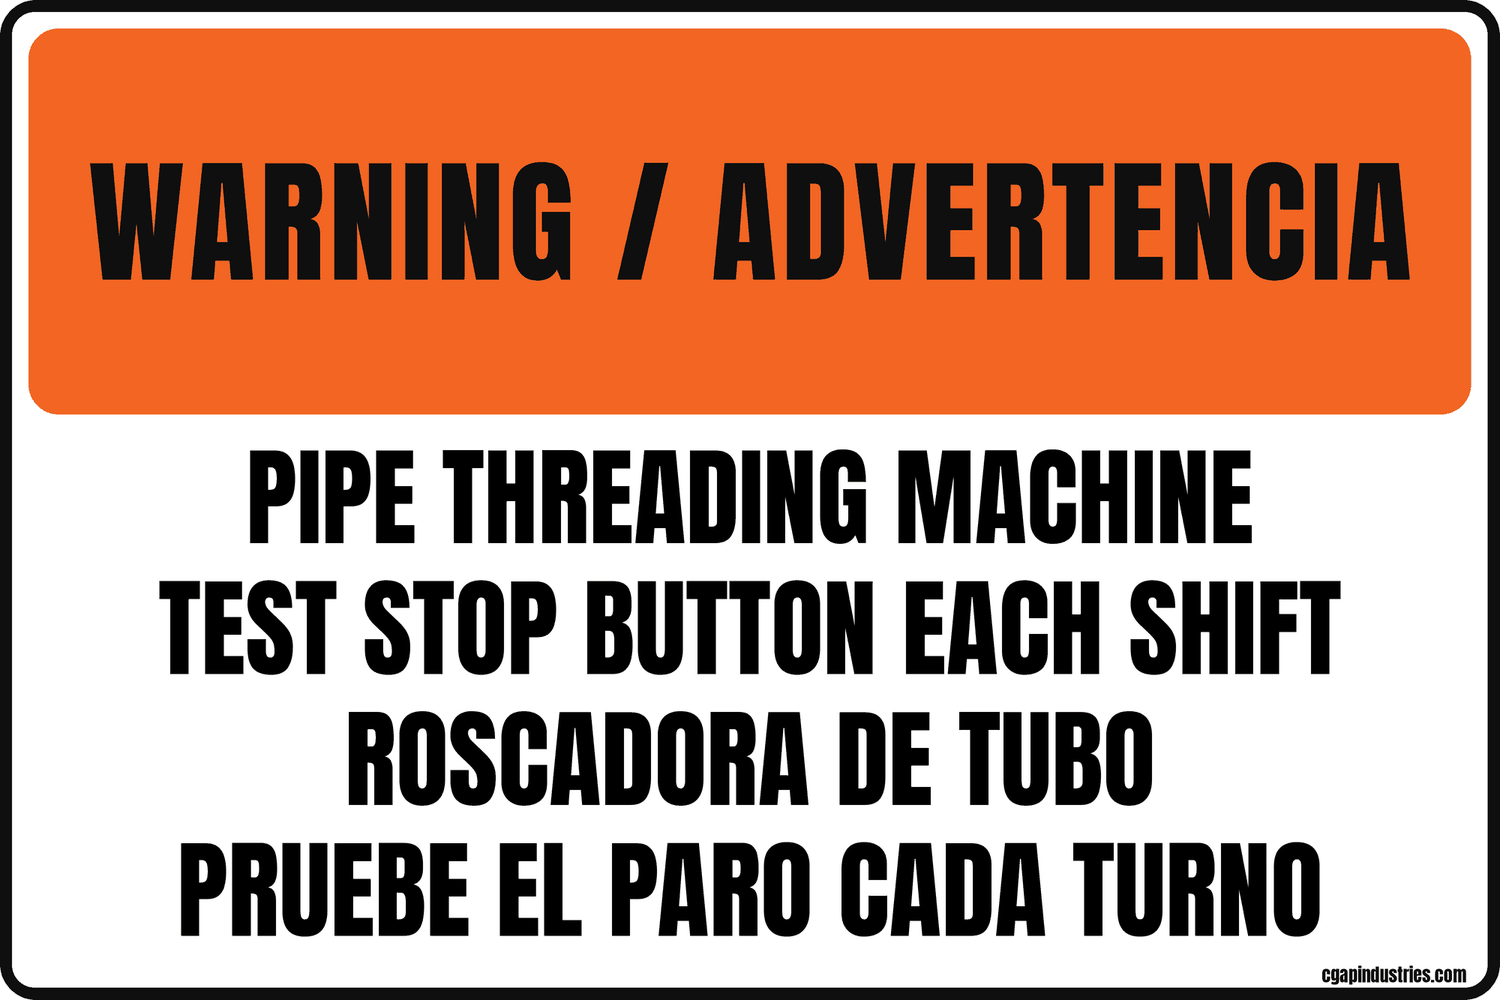 WARNING / ADVERTENCIA
PIPE THREADING MACHINE
TEST STOP BUTTON EACH SHIFT
ROSCADORA DE TUBO
PRUEBE EL PARO CADA TURNO
cgapindustries.com